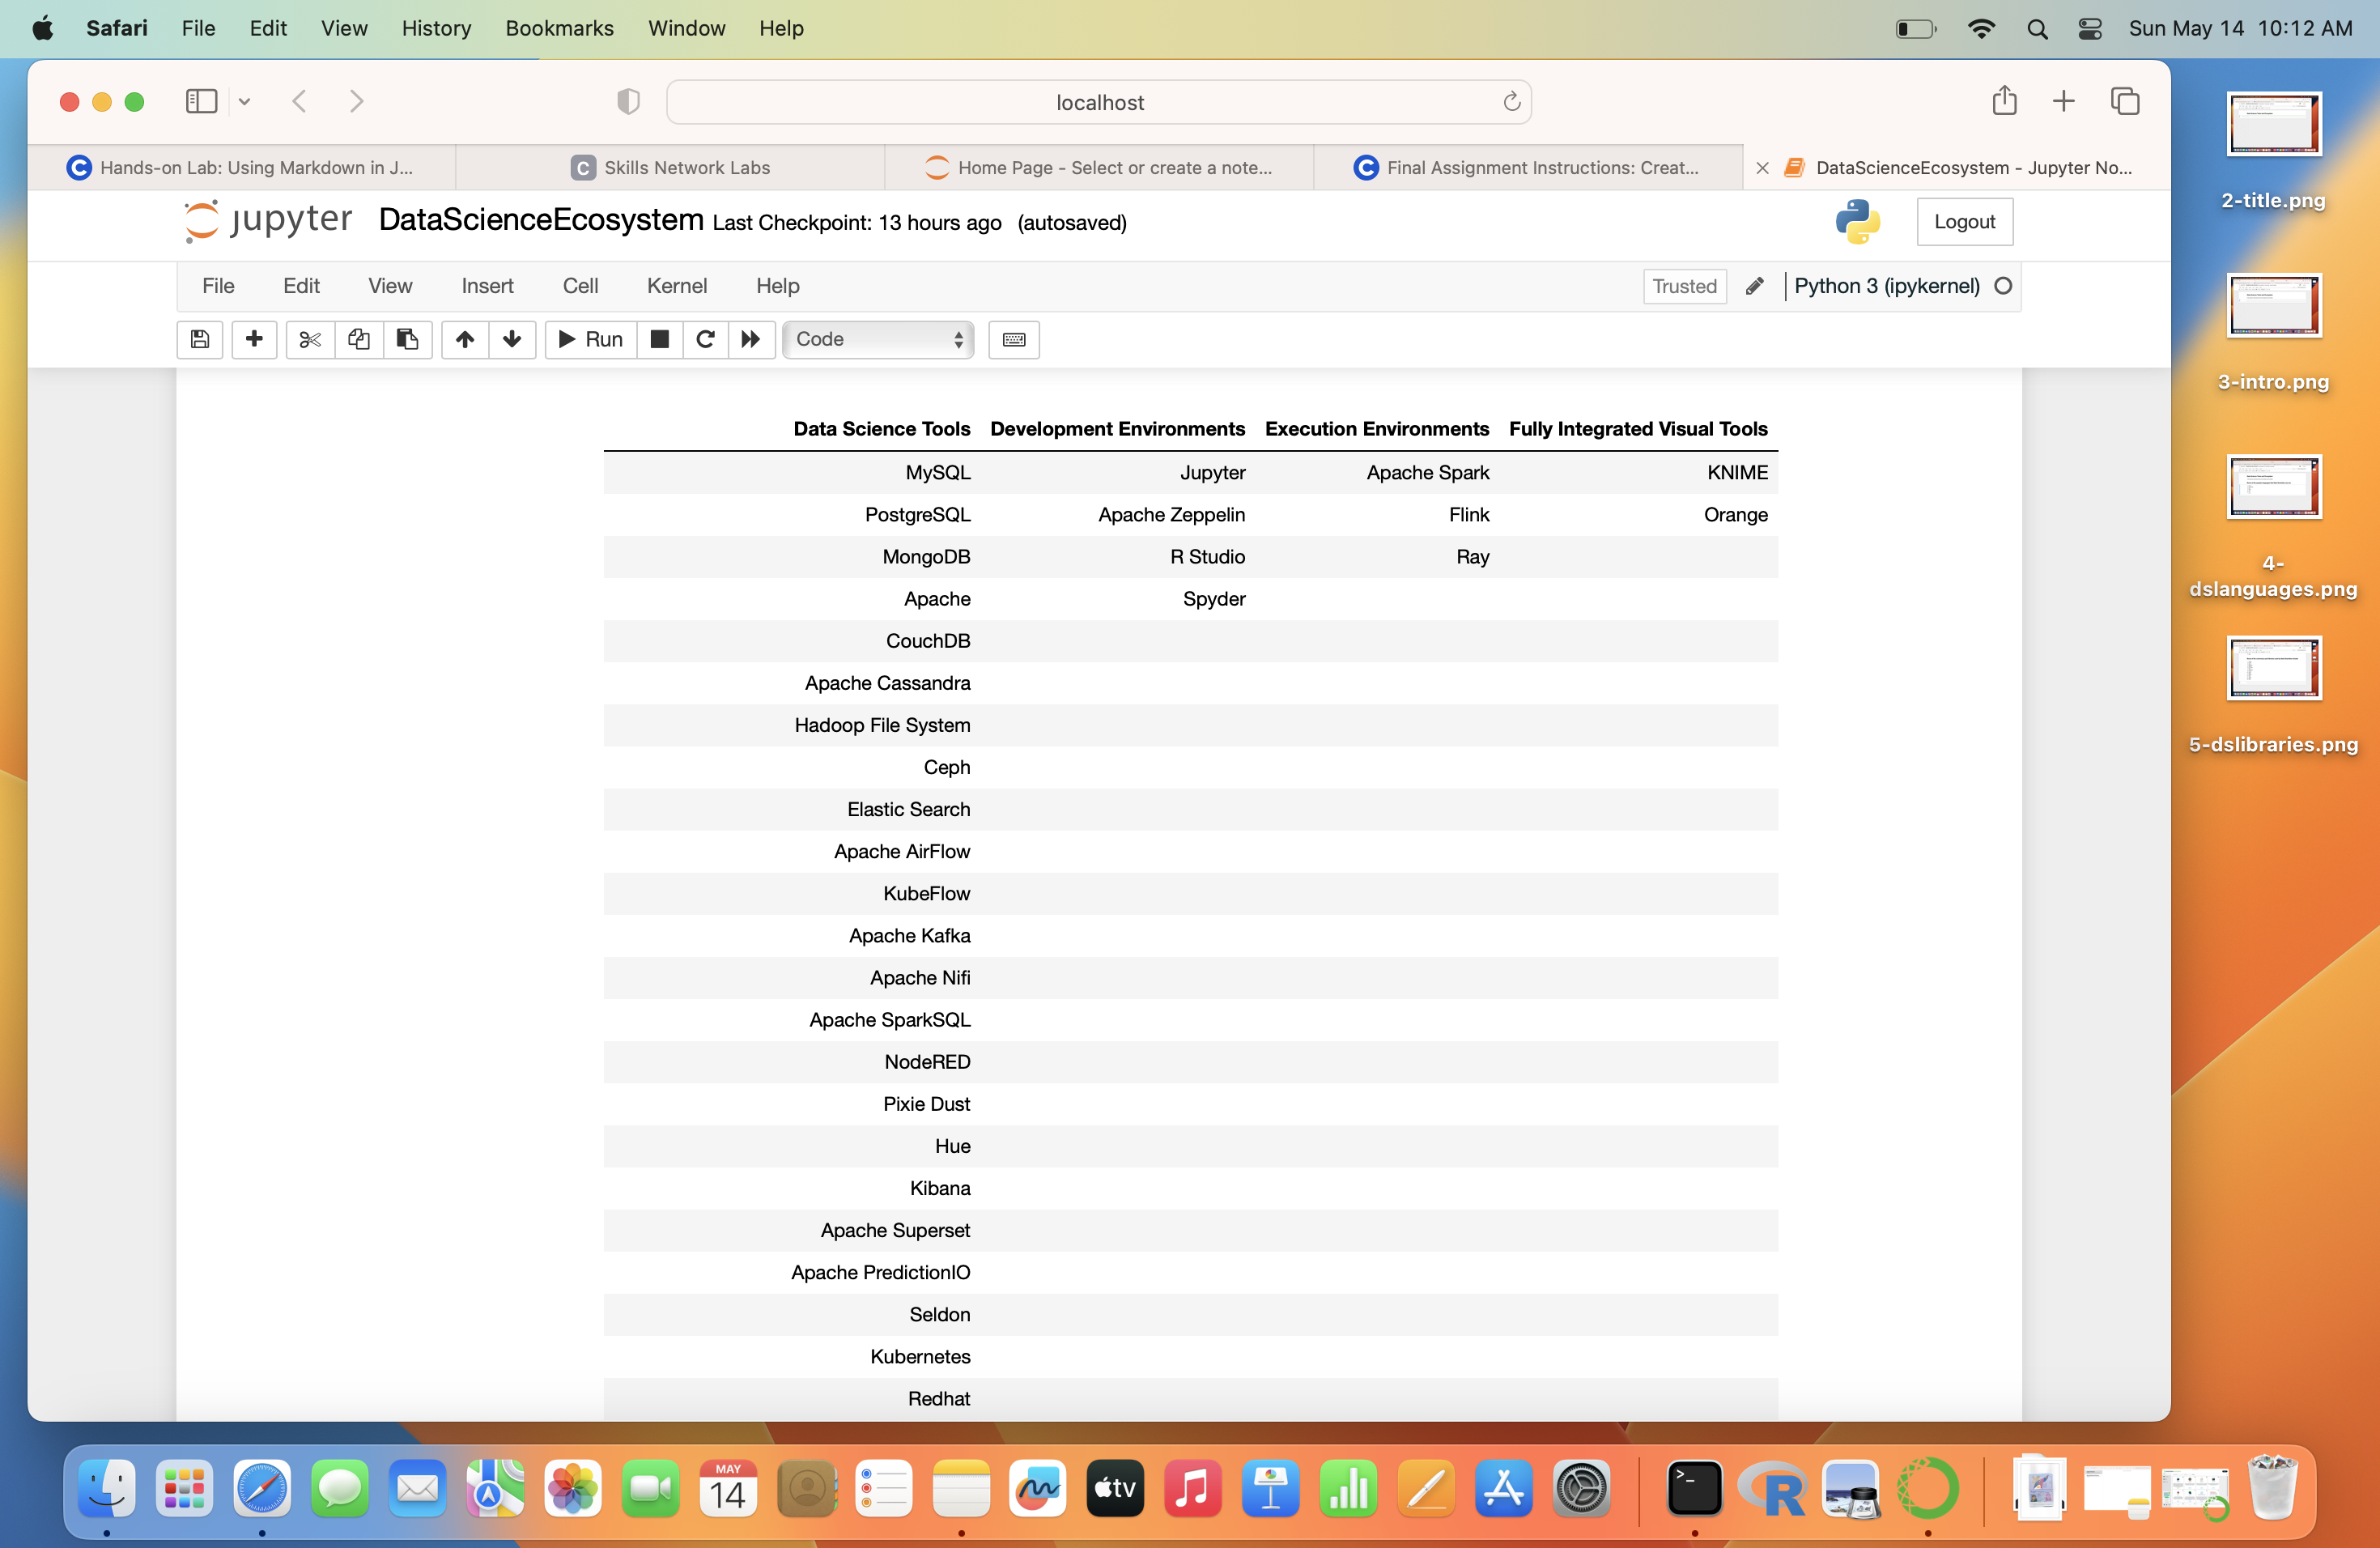 Safari File Edit View History Bookmarks Window Help Sun May 14 10:12 AM
localhost
Hands-on Lab: Using Markdown in J... Skills Network Labs Home Page - Select or create a note... Final Assignment Instructions: Creat... DataScienceEcosystem - Jupyter No...
jupyter DataScienceEcosystem Last Checkpoint: 13 hours ago (autosaved) Logout
File Edit View Insert Cell Kernel Help Trusted Python 3 (ipykernel)
Run Code
Data Science Tools Development Environments Execution Environments Fully Integrated Visual Tools
MySQL Jupyter Apache Spark KNIME
PostgreSQL Apache Zeppelin Flink Orange
MongoDB R Studio Ray
Apache Spyder
CouchDB
Apache Cassandra
Hadoop File System
Ceph
Elastic Search
Apache AirFlow
KubeFlow
Apache Kafka
Apache Nifi
Apache SparkSQL
NodeRED
Pixie Dust
Hue
Kibana
Apache Superset
Apache PredictionIO
Seldon
Kubernetes
Redhat
2-title.png
3-intro.png
4-
dslanguages.png
5-dslibraries.png
MAY
14
tv
R